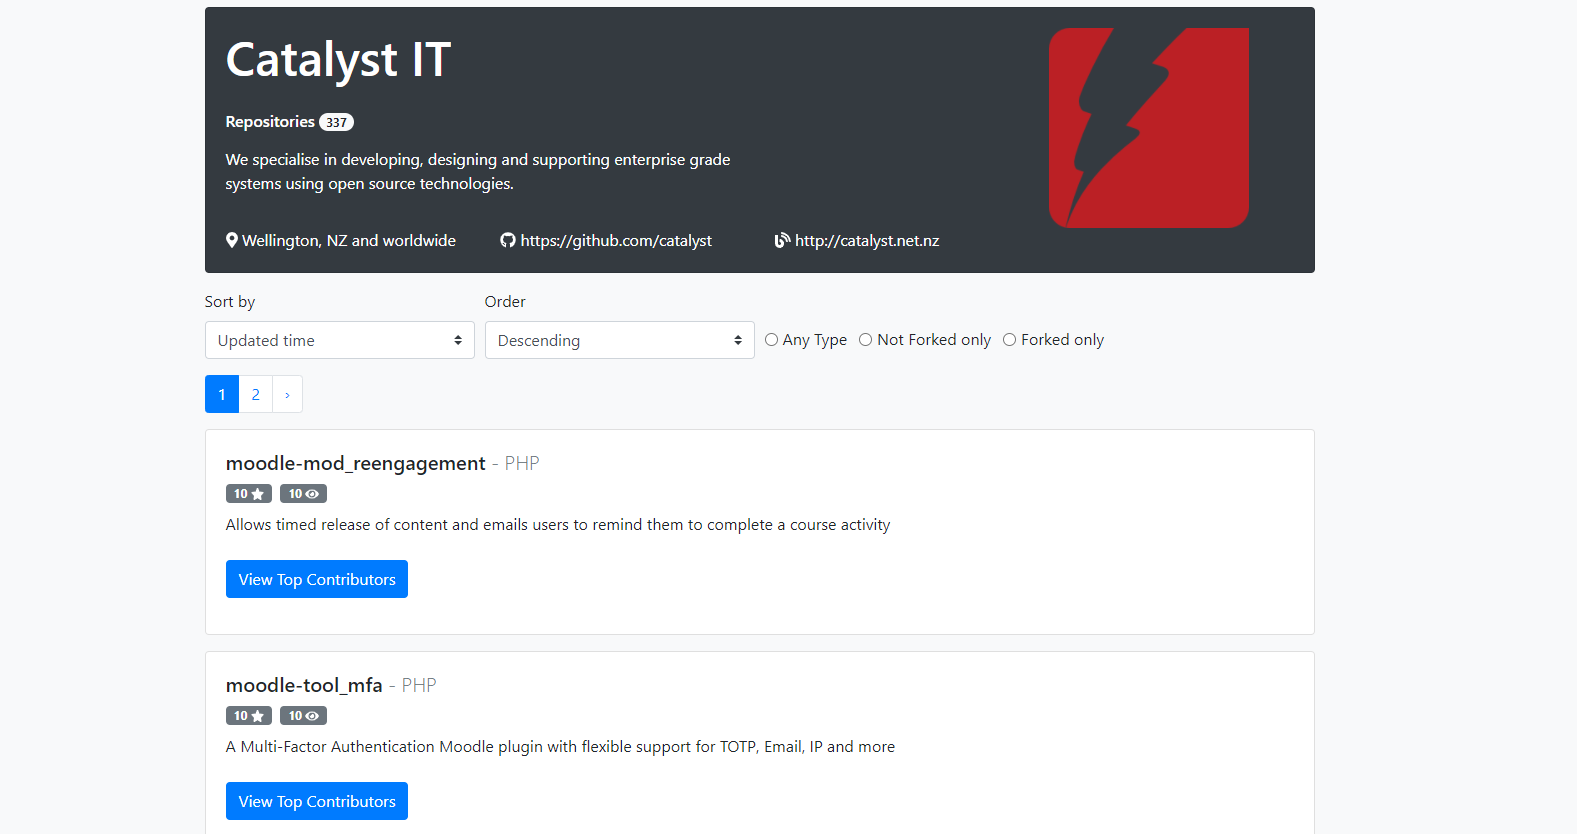 Catalyst IT
Repositories 337
We specialise in developing, designing and supporting enterprise grade
systems using open source technologies.
Wellington, NZ and worldwide https://github.com/catalyst http://catalyst.net.nz
Sort by Order
Updated time Descending Any Type Not Forked only Forked only
1 2 ›
moodle-mod_reengagement - PHP
10 10
Allows timed release of content and emails users to remind them to complete a course activity
View Top Contributors
moodle-tool_mfa - PHP
10 10
A Multi-Factor Authentication Moodle plugin with flexible support for TOTP, Email, IP and more
View Top Contributors